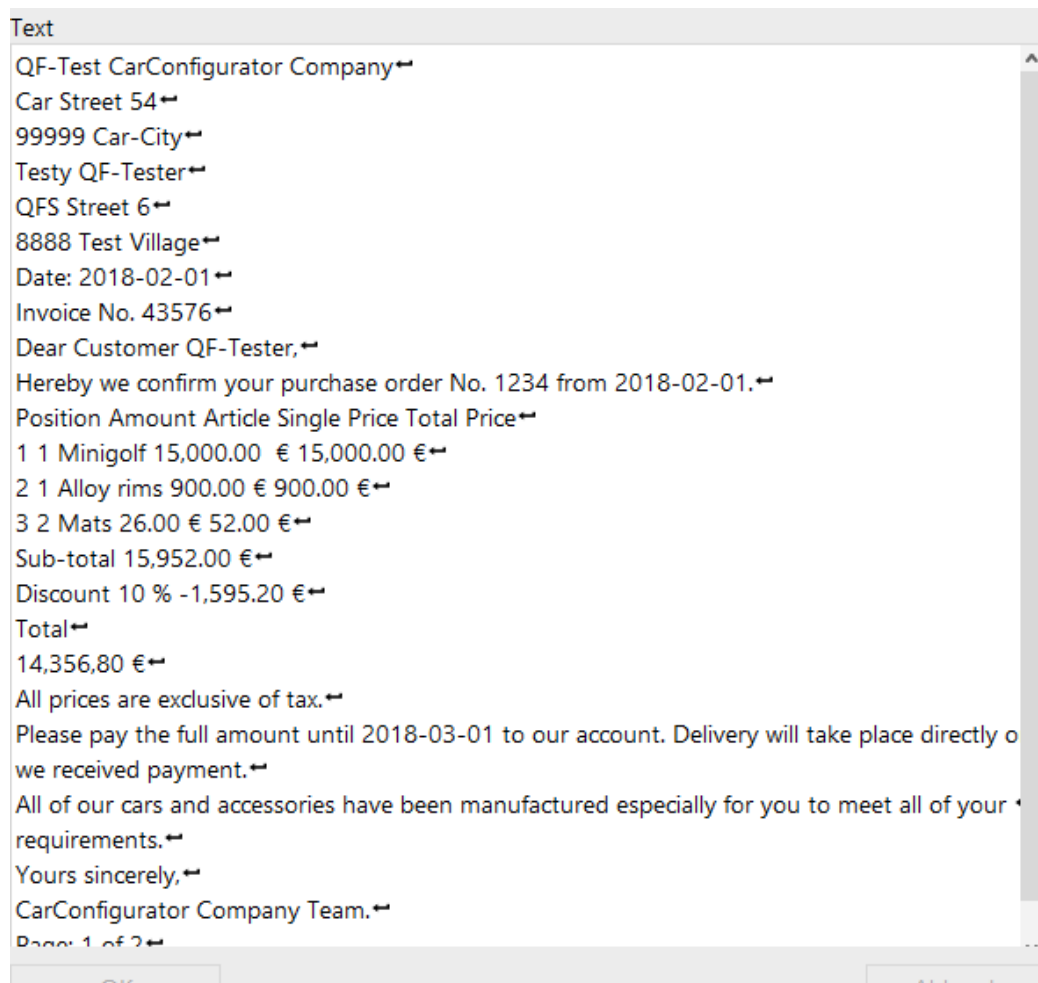 Text
QF-Test CarConfigurator Company↵
Car Street 54↵
99999 Car-City↵
Testy QF-Tester↵
QFS Street 6↵
8888 Test Village↵
Date: 2018-02-01↵
Invoice No. 43576↵
Dear Customer QF-Tester,↵
Hereby we confirm your purchase order No. 1234 from 2018-02-01.↵
Position Amount Article Single Price Total Price↵
1 1 Minigolf 15,000.00  € 15,000.00 €↵
2 1 Alloy rims 900.00 € 900.00 €↵
3 2 Mats 26.00 € 52.00 €↵
Sub-total 15,952.00 €↵
Discount 10 % -1,595.20 €↵
Total↵
14,356,80 €↵
All prices are exclusive of tax.↵
Please pay the full amount until 2018-03-01 to our account. Delivery will take place directly
we received payment.↵
All of our cars and accessories have been manufactured especially for you to meet all of your
requirements.↵
Yours sincerely,↵
CarConfigurator Company Team.↵
Page: 1 of 2↵